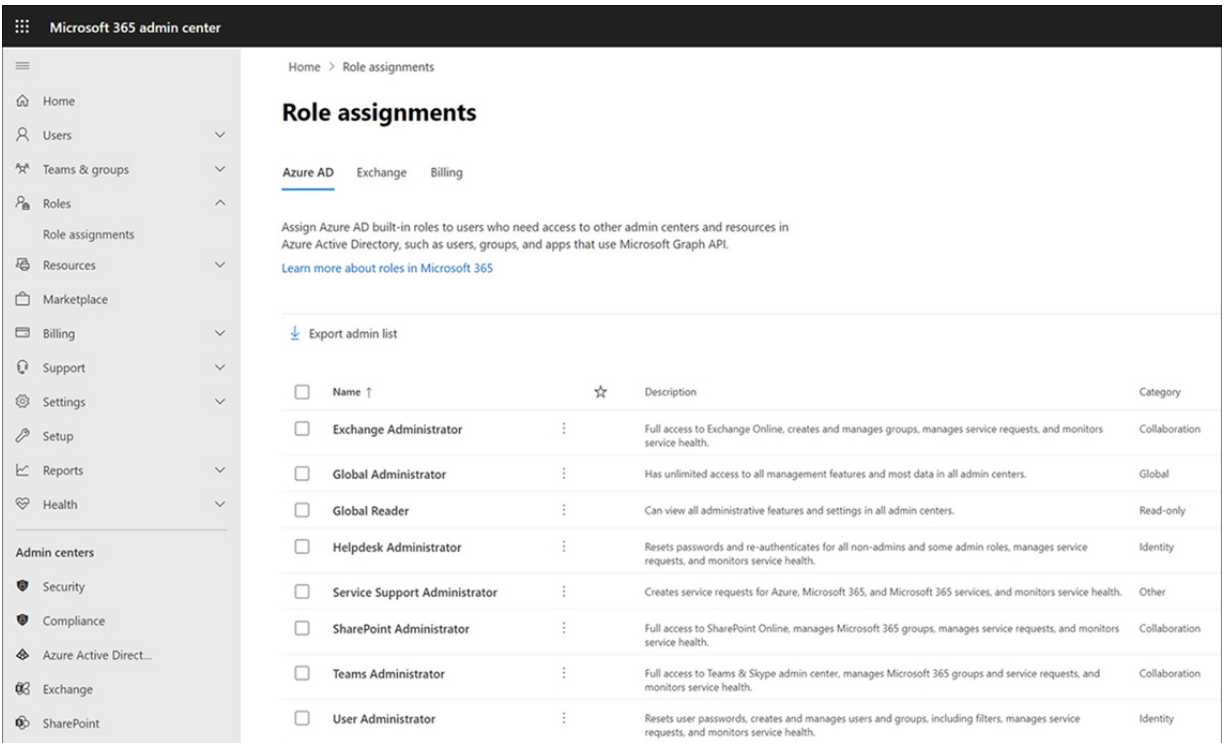 Microsoft 365 admin center
Home
Users
Teams & groups
Roles
Role assignments
Resources
Marketplace
Billing
Support
Settings
Setup
Reports
Health
Admin centers
Security
Compliance
Azure Active Direct...
Exchange
SharePoint
Home > Role assignments
Role assignments
Azure AD Exchange Billing
Assign Azure AD built-in roles to users who need access to other admin centers and resources in
Azure Active Directory, such as users, groups, and apps that use Microsoft Graph API.
Learn more about roles in Microsoft 365
Export admin list
Name ↑ Description Category
Exchange Administrator Full access to Exchange Online, creates and manages groups, manages service requests, and monitors Collaboration
service health.
Global Administrator Has unlimited access to all management features and most data in all admin centers. Global
Global Reader Can view all administrative features and settings in all admin centers. Read-only
Helpdesk Administrator Resets passwords and re-authenticates for all non-admins and some admin roles, manages service Identity
requests, and monitors service health.
Service Support Administrator Creates service requests for Azure, Microsoft 365, and Microsoft 365 services, and monitors service health. Other
SharePoint Administrator Full access to SharePoint Online, manages Microsoft 365 groups, manages service requests, and monitors Collaboration
service health.
Teams Administrator Full access to Teams & Skype admin center, manages Microsoft 365 groups and service requests, and Collaboration
monitors service health.
User Administrator Resets user passwords, creates and manages users and groups, including filters, manages service Identity
requests, and monitors service health.